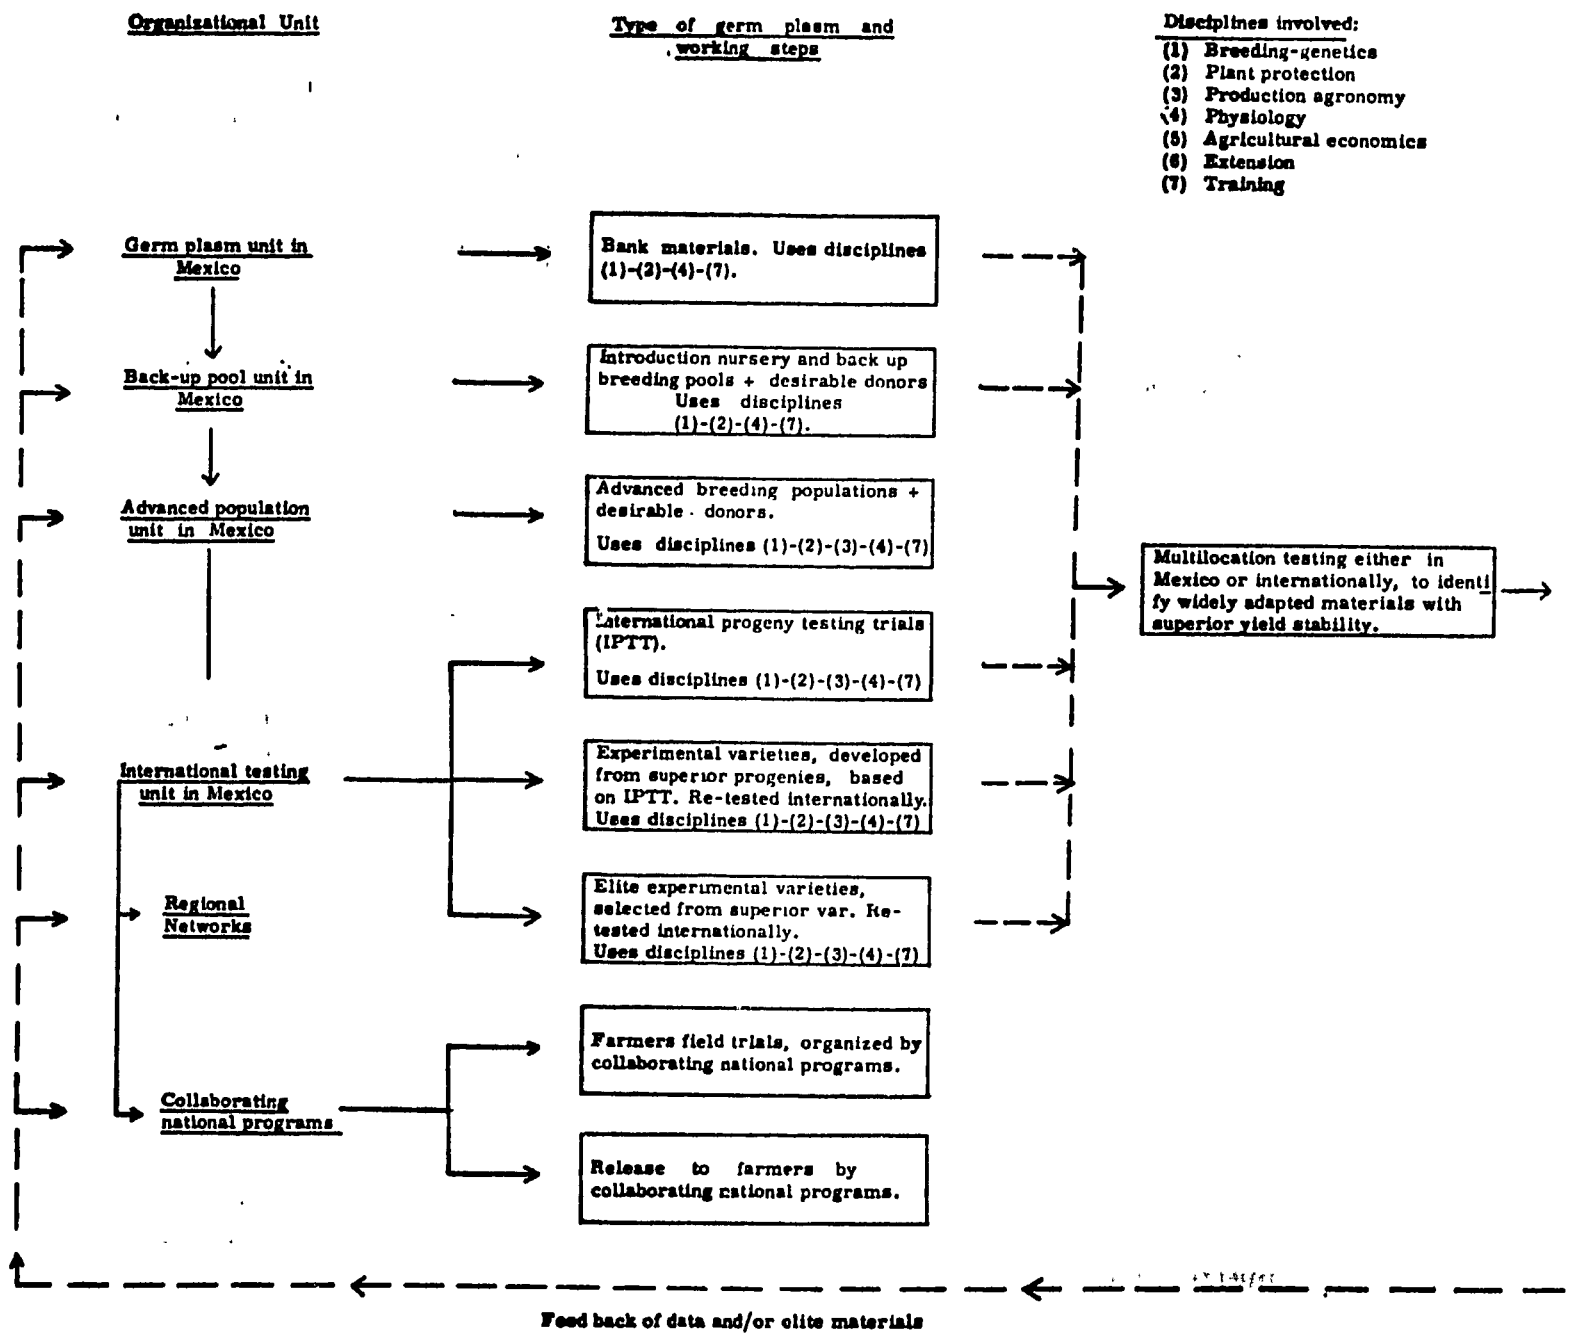 Organizational Unit
Type of germ plasm and
working steps
Disciplines involved:
(1) Breeding-genetics
(2) Plant protection
(3) Production agronomy
(4) Physiology
(5) Agricultural economics
(6) Extension
(7) Training
Germ plasm unit in
Mexico
Bank materials. Uses disciplines
(1)-(2)-(4)-(7).
Back-up pool unit in
Mexico
Introduction nursery and back up
breeding pools + desirable donors
Uses disciplines
(1)-(2)-(4)-(7).
Advanced population
unit in Mexico
Advanced breeding populations +
desirable donors.
Uses disciplines (1)-(2)-(3)-(4)-(7)
Multilocation testing either in
Mexico or internationally, to identi
fy widely adapted materials with
superior yield stability.
International progeny testing trials
(IPTT).
Uses disciplines (1)-(2)-(3)-(4)-(7)
International testing
unit in Mexico
Experimental varieties, developed
from superior progenies, based
on IPTT. Re-tested internationally.
Uses disciplines (1)-(2)-(3)-(4)-(7)
Regional
Networks
Elite experimental varieties,
selected from superior var. Re-
tested internationally.
Uses disciplines (1)-(2)-(3)-(4)-(7)
Farmers field trials, organized by
collaborating national programs.
Collaborating
national programs
Release to farmers by
collaborating national programs.
Feed back of data and/or elite materials